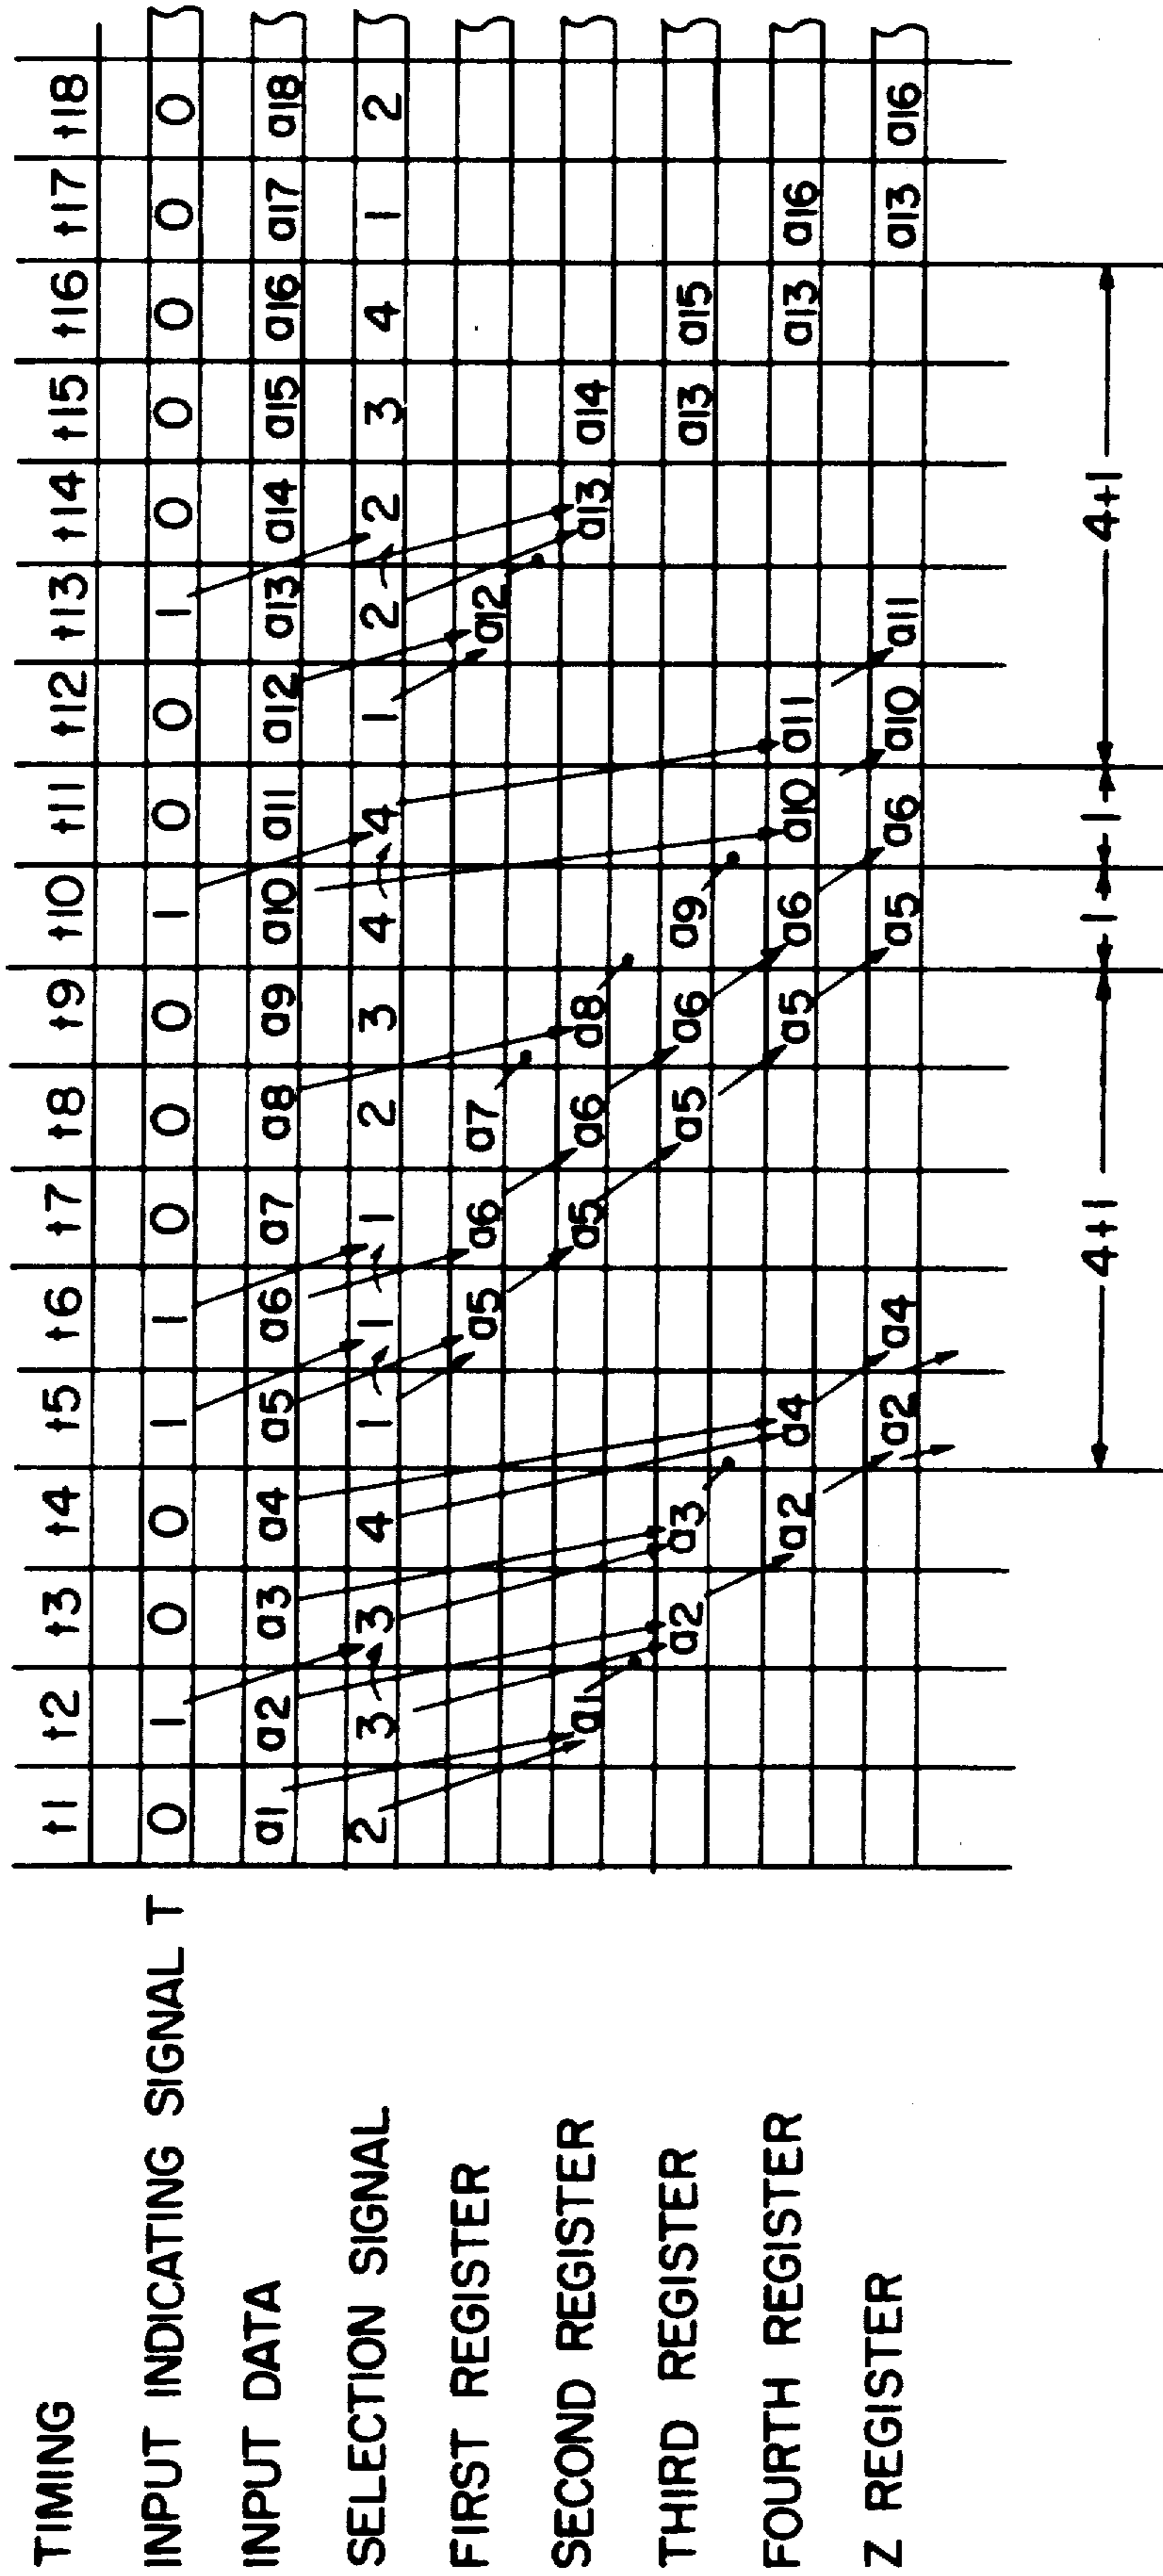 TIMING t1 t2 t3 t4 t5 t6 t7 t8 t9 t10 t11 t12 t13 t14 t15 t16 t17 t18
INPUT INDICATING SIGNAL T 0 1 0 0 1 1 0 0 0 1 0 0 1 0 0 0 0 0
INPUT DATA a1 a2 a3 a4 a5 a6 a7 a8 a9 a10 a11 a12 a13 a14 a15 a16 a17 a18
SELECTION SIGNAL 2 3 3 4 1 1 1 2 3 4 4 1 2 2 3 4 1 2
FIRST REGISTER a5 a6 a7 a12
SECOND REGISTER a1 a5 a6 a8 a13 a14
THIRD REGISTER a2 a3 a5 a6 a9 a13 a15
FOURTH REGISTER a2 a4 a5 a6 a10 a11 a13 a16
Z REGISTER a2 a4 a5 a6 a10 a11 a13 a16
4+1 1 1 4+1